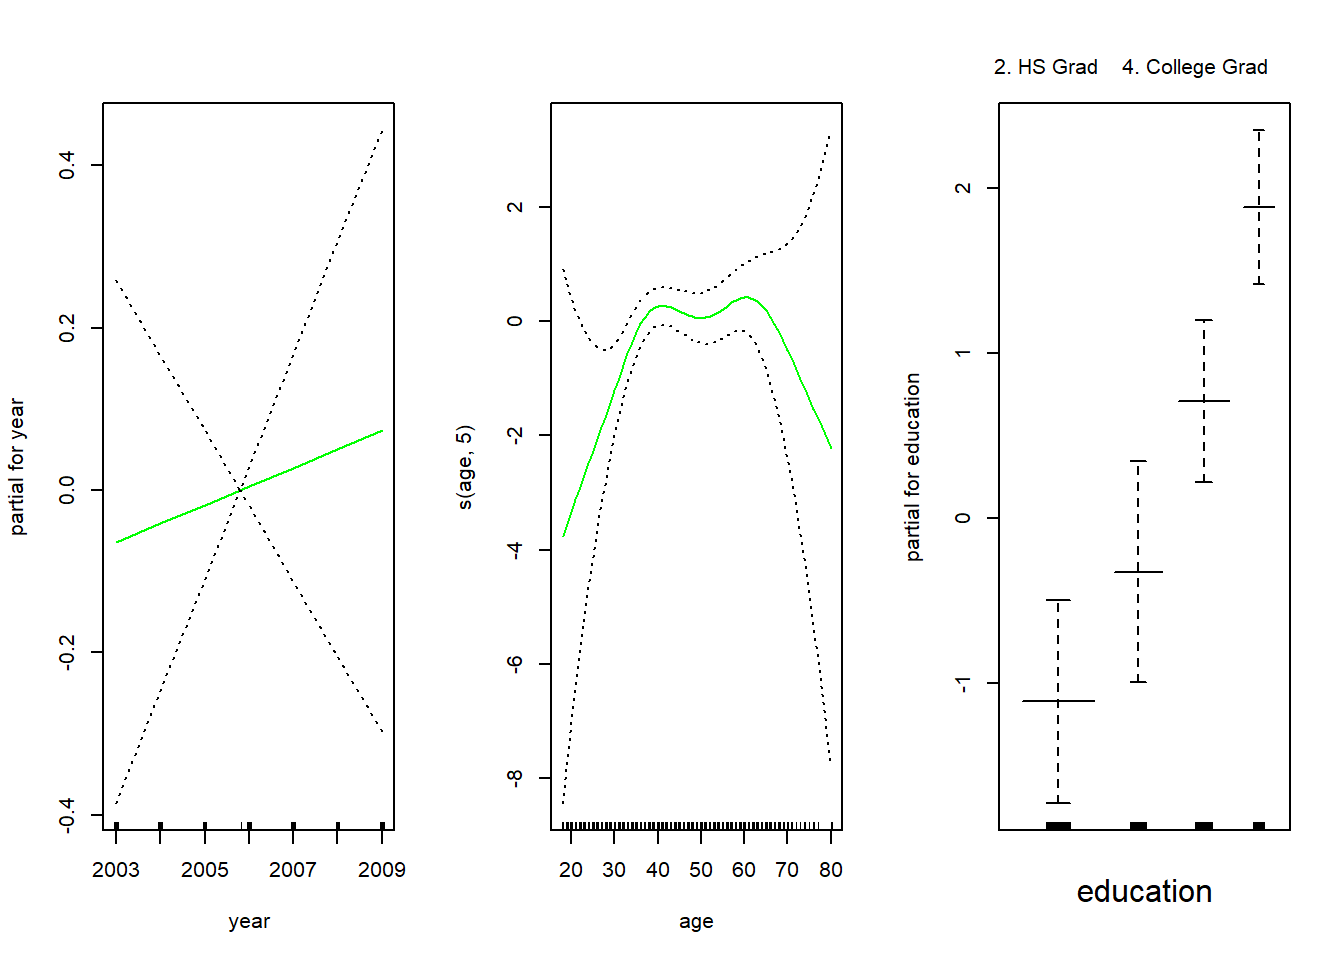 partial for year
0.4
0.2
0.0
-0.2
-0.4
2003 2005 2007 2009
year
s(age, 5)
2
0
-2
-4
-6
-8
20 30 40 50 60 70 80
age
2. HS Grad 4. College Grad
partial for education
2
1
0
-1
education